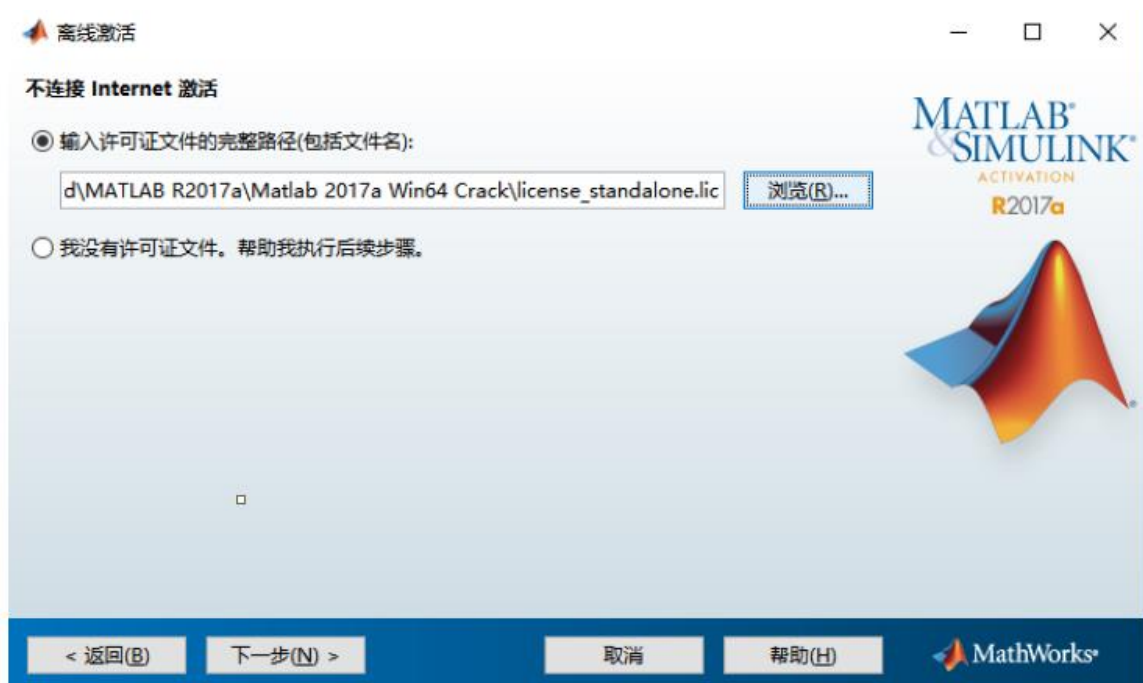 离线激活
不连接 Internet 激活
输入许可证文件的完整路径(包括文件名):
d\MATLAB R2017a\Matlab 2017a Win64 Crack\license_standalone.lic
浏览(R)...
我没有许可证文件。帮助我执行后续步骤。
MATLAB®
&SIMULINK®
ACTIVATION
R2017a
< 返回(B)
下一步(N) >
取消
帮助(H)
MathWorks®